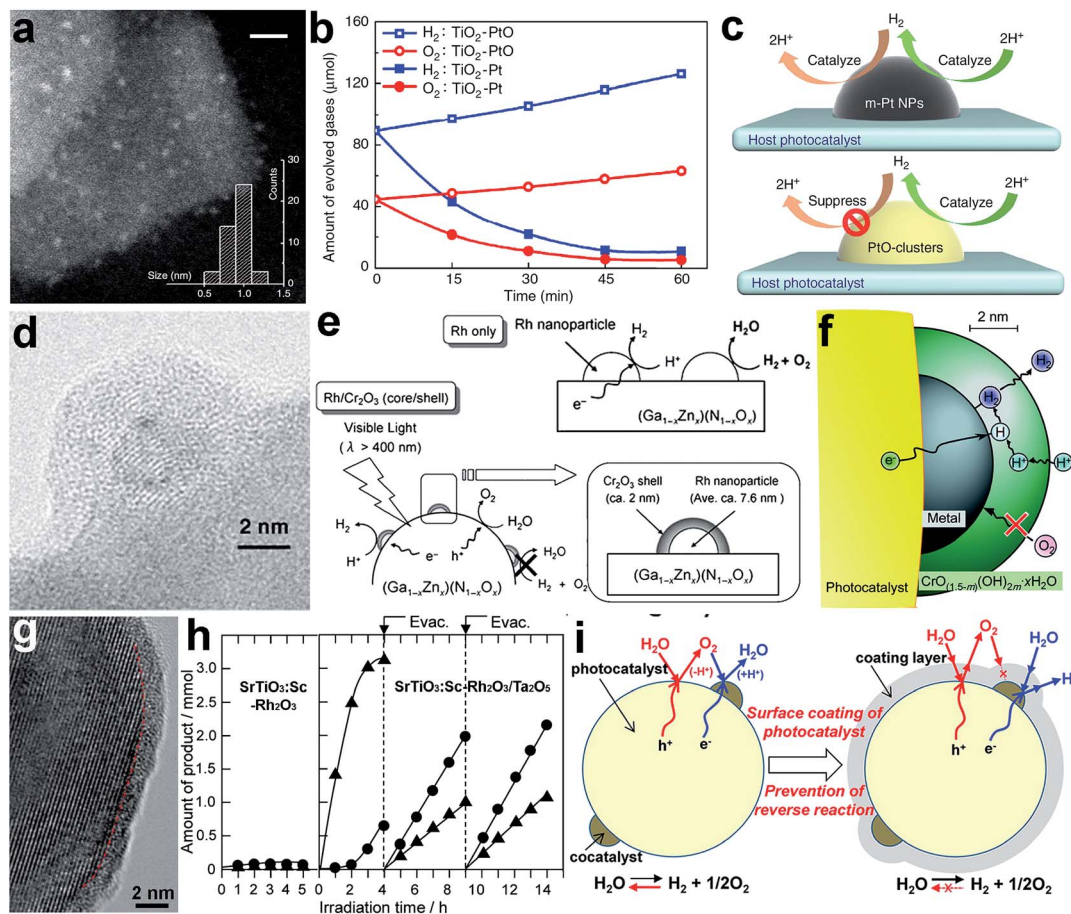 a
30
20
10
0
Counts
Size (nm)
0.5
1.0
1.5
b
Amount of evolved gases (μmol)
160
120
80
40
0
H₂: TiO₂-PtO
O₂: TiO₂-PtO
H₂: TiO₂-Pt
O₂: TiO₂-Pt
0 15 30 45 60
Time (min)
c
H₂
2H⁺
Catalyze
Catalyze
2H⁺
m-Pt NPs
Host photocatalyst
H₂
2H⁺
Suppress
Catalyze
2H⁺
PtO-clusters
Host photocatalyst
d
2 nm
e
Rh only
Rh nanoparticle
H₂
H⁺
e⁻
H₂O
H₂ + O₂
(Ga₁₋ₓZnₓ)(N₁₋ₓOₓ)
Rh/Cr₂O₃ (core/shell)
Visible Light
(λ > 400 nm)
O₂
H₂O
H₂
H⁺
e⁻
h⁺
H₂O
H₂ + O₂
(Ga₁₋ₓZnₓ)(N₁₋ₓOₓ)
Cr₂O₃ shell
(ca. 2 nm)
Rh nanoparticle
(Ave. ca. 7.6 nm)
(Ga₁₋ₓZnₓ)(N₁₋ₓOₓ)
f
2 nm
H₂
H₂
H
H⁺
H⁺
e⁻
Metal
O₂
Photocatalyst
CrO₍₁.₅₋ₘ₎(OH)₂ₘ·xH₂O
g
2 nm
h
Evac.
Evac.
Amount of product / mmol
3.0
2.5
2.0
1.5
1.0
0.5
0
SrTiO₃:Sc
-Rh₂O₃
SrTiO₃:Sc-Rh₂O₃/Ta₂O₅
0 1 2 3 4 5
0 2 4 6 8 10 12 14
Irradiation time / h
i
H₂O
O₂
H₂O
photocatalyst
(-H⁺)
(+H⁺)
h⁺
e⁻
cocatalyst
H₂O
H₂ + 1/2O₂
Surface coating of
photocatalyst
Prevention of
reverse reaction
H₂O
O₂
H₂O
coating layer
H
h⁺
e⁻
H₂O
H₂ + 1/2O₂